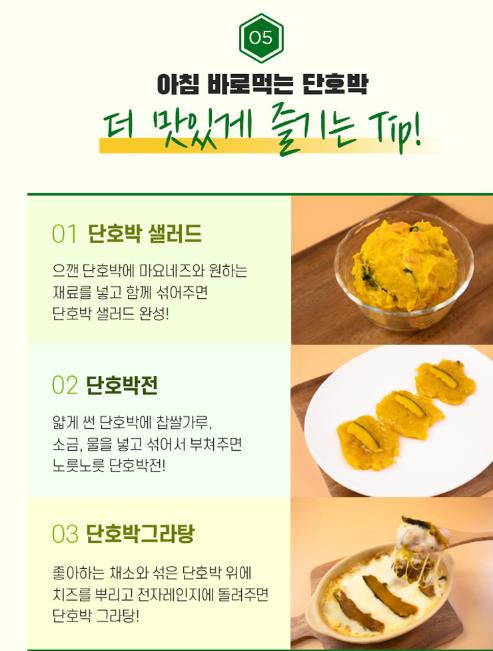 05
아침 바로먹는 단호박
더 맛있게 즐기는 Tip!
01 단호박 샐러드
으깬 단호박에 마요네즈와 원하는
재료를 넣고 함께 섞어주면
단호박 샐러드 완성!
02 단호박전
얇게 썬 단호박에 찹쌀가루,
소금, 물을 넣고 섞어서 부쳐주면
노릇노릇 단호박전!
03 단호박그라탕
좋아하는 채소와 섞은 단호박 위에
치즈를 뿌리고 전자레인지에 돌려주면
단호박 그라탕!